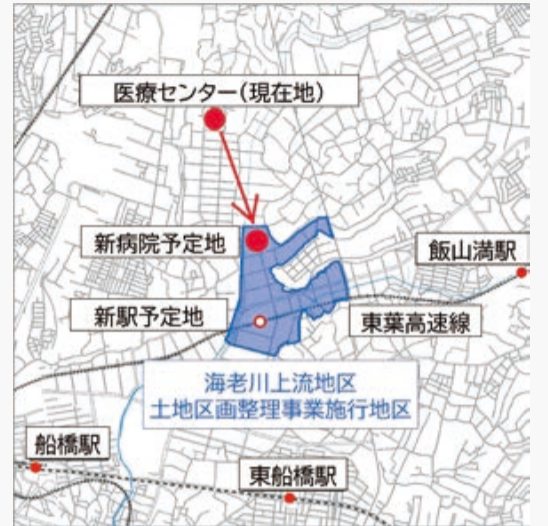 医療センター(現在地)
新病院予定地
飯山満駅
新駅予定地
東葉高速線
海老川上流地区
土地区画整理事業施行地区
船橋駅
東船橋駅